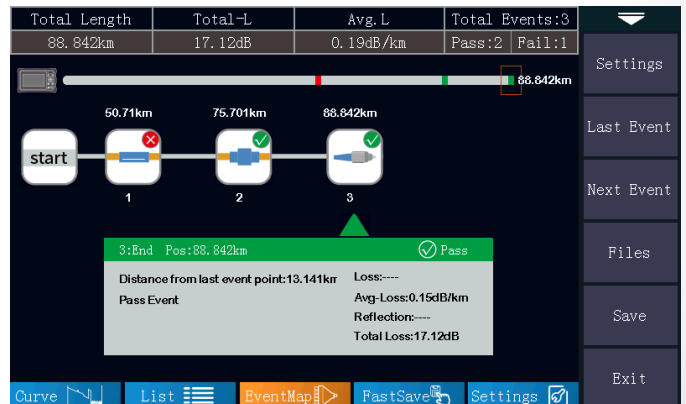 Total Length Total-L Avg.L Total Events:3
88.842km 17.12dB 0.19dB/km Pass:2 Fail:1
Settings
88.842km
50.71km 75.701km 88.842km
Last Event
start
Next Event
1 2 3
3:End Pos:88.842km Pass
Files
Distance from last event point:13.141km Loss:----
Pass Event Avg-Loss:0.15dB/km
Reflection:----
Save
Total Loss:17.12dB
Exit
Curve List EventMap FastSave Settings